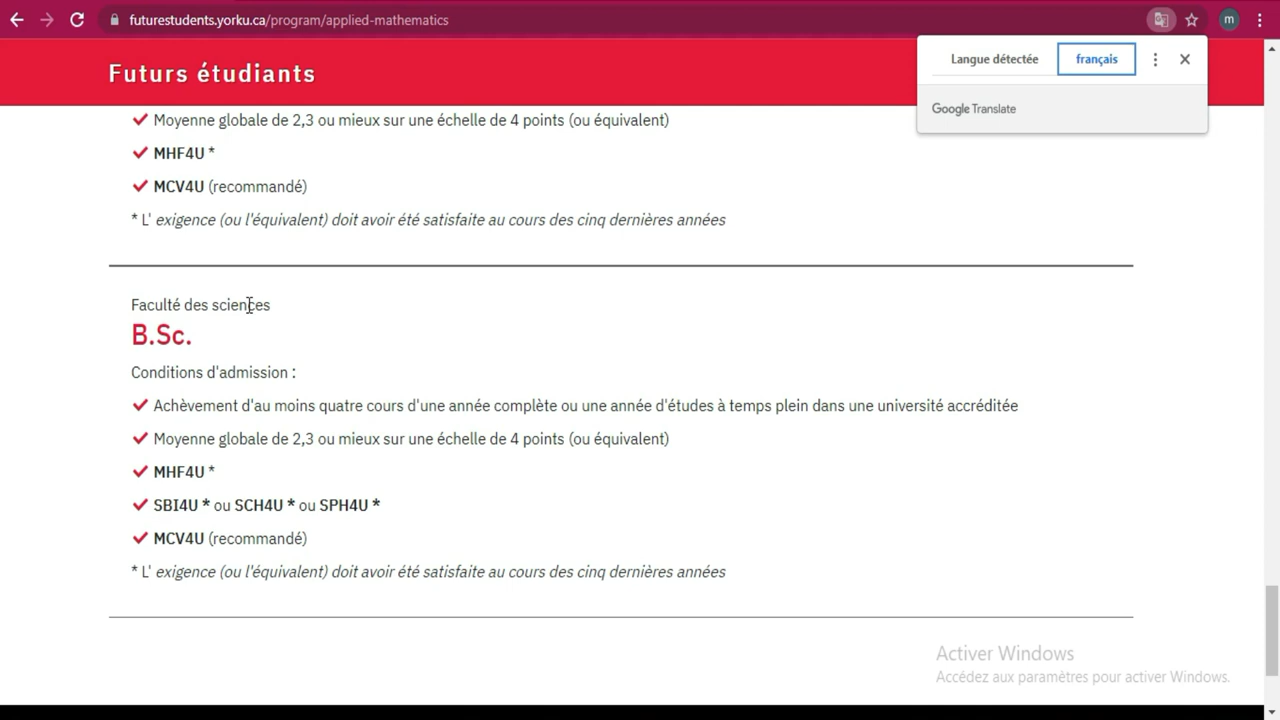 futurestudents.yorku.ca/program/applied-mathematics
m
Futurs étudiants
Langue détectée
français
Google Translate
Moyenne globale de 2,3 ou mieux sur une échelle de 4 points (ou équivalent)
MHF4U *
MCV4U (recommandé)
* L' exigence (ou l'équivalent) doit avoir été satisfaite au cours des cinq dernières années
Faculté des sciences
B.Sc.
Conditions d'admission :
Achèvement d'au moins quatre cours d'une année complète ou une année d'études à temps plein dans une université accréditée
Moyenne globale de 2,3 ou mieux sur une échelle de 4 points (ou équivalent)
MHF4U *
SBI4U * ou SCH4U * ou SPH4U *
MCV4U (recommandé)
* L' exigence (ou l'équivalent) doit avoir été satisfaite au cours des cinq dernières années
Activer Windows
Accédez aux paramètres pour activer Windows.